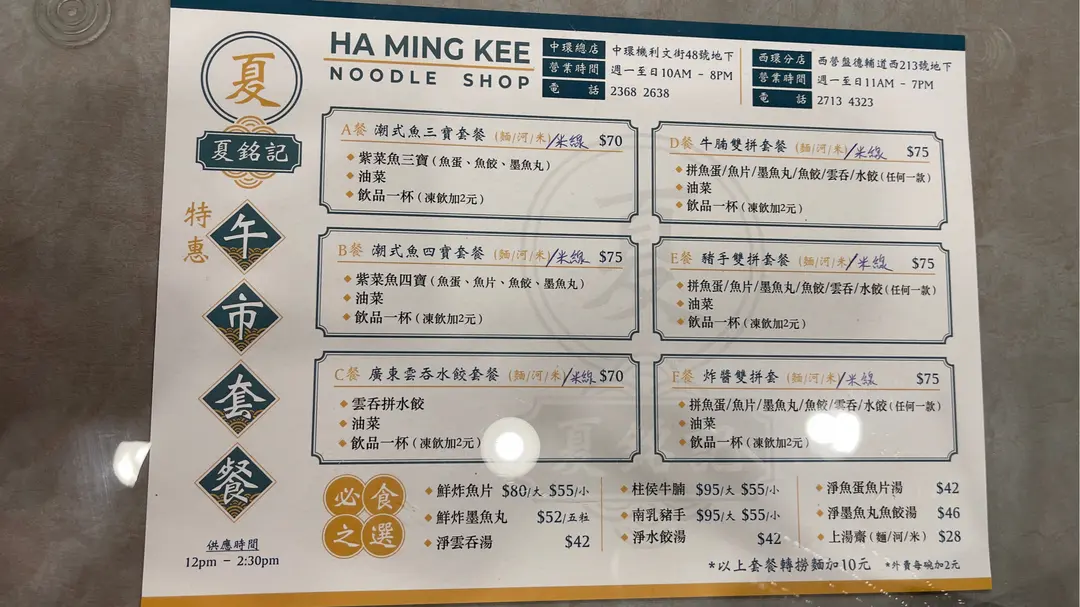 夏
夏銘記
HA MING KEE
NOODLE SHOP
中環總店 中環機利文街48號地下
營業時間 週一至日10AM - 8PM
電話 2368 2638
西環分店 西營盤德輔道西213號地下
營業時間 週一至日11AM - 7PM
電話 2713 4323
特惠
午市套餐
供應時間
12pm - 2:30pm
A餐 潮式魚三寶套餐 (麵/河/米)/米線 $70
紫菜魚三寶(魚蛋、魚餃、墨魚丸)
油菜
飲品一杯(凍飲加2元)
B餐 潮式魚四寶套餐 (麵/河/米)/米線 $75
紫菜魚四寶(魚蛋、魚片、魚餃、墨魚丸)
油菜
飲品一杯(凍飲加2元)
C餐 廣東雲吞水餃套餐 (麵/河/米)/米線 $70
雲吞拼水餃
油菜
飲品一杯(凍飲加2元)
D餐 牛腩雙拼套餐 (麵/河/米)/米線 $75
拼魚蛋/魚片/墨魚丸/魚餃/雲吞/水餃(任何一款)
油菜
飲品一杯(凍飲加2元)
E餐 豬手雙拼套餐 (麵/河/米)/米線 $75
拼魚蛋/魚片/墨魚丸/魚餃/雲吞/水餃(任何一款)
油菜
飲品一杯(凍飲加2元)
F餐 炸醬雙拼套 (麵/河/米)/米線 $75
拼魚蛋/魚片/墨魚丸/魚餃/雲吞/水餃(任何一款)
油菜
飲品一杯(凍飲加2元)
必食之選
鮮炸魚片 $80/大 $55/小
鮮炸墨魚丸 $52/五粒
淨雲吞湯 $42
柱侯牛腩 $95/大 $55/小
南乳豬手 $95/大 $55/小
淨水餃湯 $42
淨魚蛋魚片湯 $42
淨墨魚丸魚餃湯 $46
上湯齋(麵/河/米) $28
*以上套餐轉撈麵加10元 *外賣每碗加2元